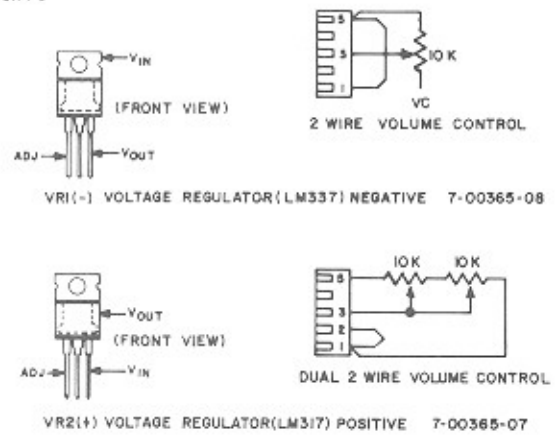 VIN
(FRONT VIEW)
ADJ
VOUT
5
3
1
10 K
VC
2 WIRE VOLUME CONTROL
VR1(-) VOLTAGE REGULATOR(LM337) NEGATIVE 7-00365-08
VOUT
(FRONT VIEW)
ADJ
VIN
10 K 10 K
5
3
2
1
DUAL 2 WIRE VOLUME CONTROL
VR2(+) VOLTAGE REGULATOR(LM317) POSITIVE 7-00365-07